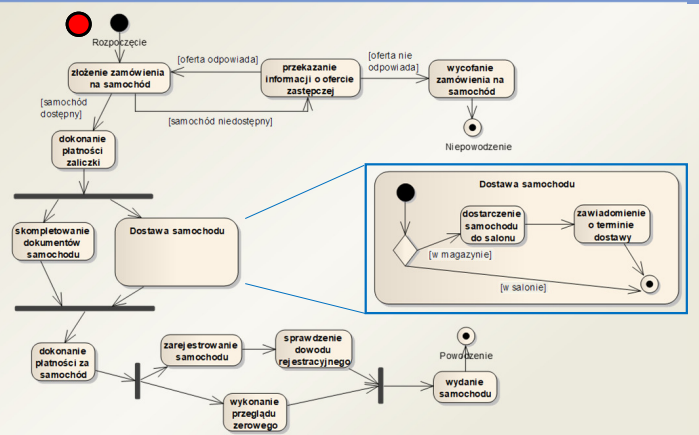 Rozpoczęcie
złożenie zamówienia
na samochód
[oferta odpowiada]
przekazanie
informacji o ofercie
zastępczej
[oferta nie
odpowiada]
wycofanie
zamówienia na
samochód
[samochód
dostępny]
[samochód niedostępny]
Niepowodzenie
dokonanie
płatności
zaliczki
skompletowanie
dokumentów
samochodu
Dostawa samochodu
Dostawa samochodu
dostarczenie
samochodu
do salonu
zawiadomienie
o terminie
dostawy
[w magazynie]
[w salonie]
dokonanie
płatności za
samochód
zarejestrowanie
samochodu
sprawdzenie
dowodu
rejestracyjnego
wykonanie
przeglądu
zerowego
Powodzenie
wydanie
samochodu